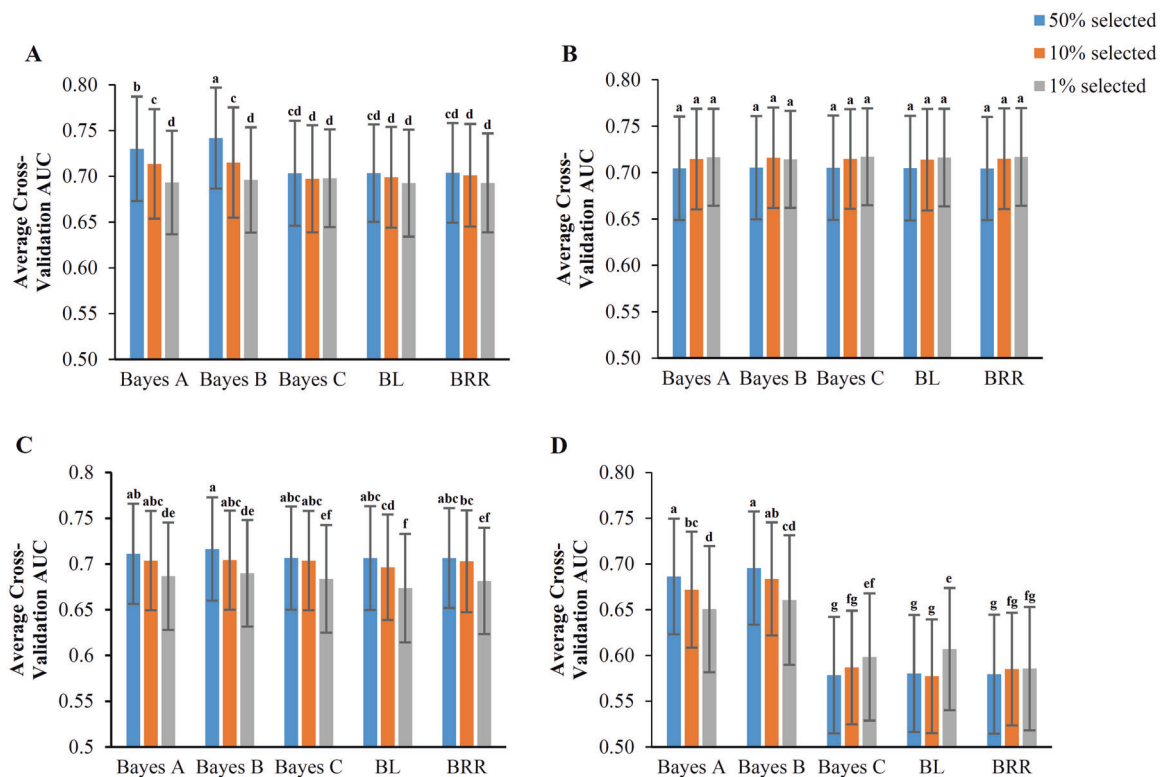 50% selected
10% selected
1% selected
A
Average Cross-
Validation AUC
0.80
0.75
0.70
0.65
0.60
0.55
0.50
b c d a c d cd d d cd d d cd d d
Bayes A Bayes B Bayes C BL BRR
B
Average Cross-
Validation AUC
0.80
0.75
0.70
0.65
0.60
0.55
0.50
a a a a a a a a a a a a a a a
Bayes A Bayes B Bayes C BL BRR
C
Average Cross-
Validation AUC
0.8
0.75
0.7
0.65
0.6
0.55
0.5
ab abc de a abc de abc abc ef abc cd f abc bc ef
Bayes A Bayes B Bayes C BL BRR
D
Average Cross-
Validation AUC
0.80
0.75
0.70
0.65
0.60
0.55
0.50
a bc d a ab cd g fg ef g g e g fg fg
Bayes A Bayes B Bayes C BL BRR